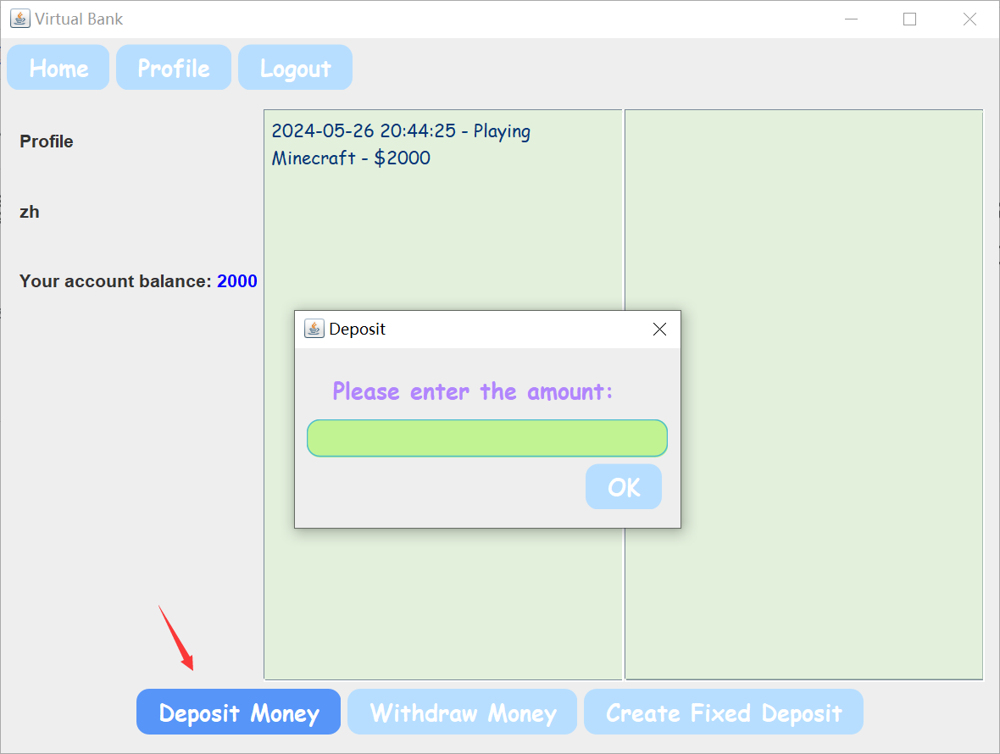 Virtual Bank
Home
Profile
Logout
Profile
zh
Your account balance: 2000
2024-05-26 20:44:25 - Playing
Minecraft - $2000
Deposit
Please enter the amount:
OK
Deposit Money
Withdraw Money
Create Fixed Deposit